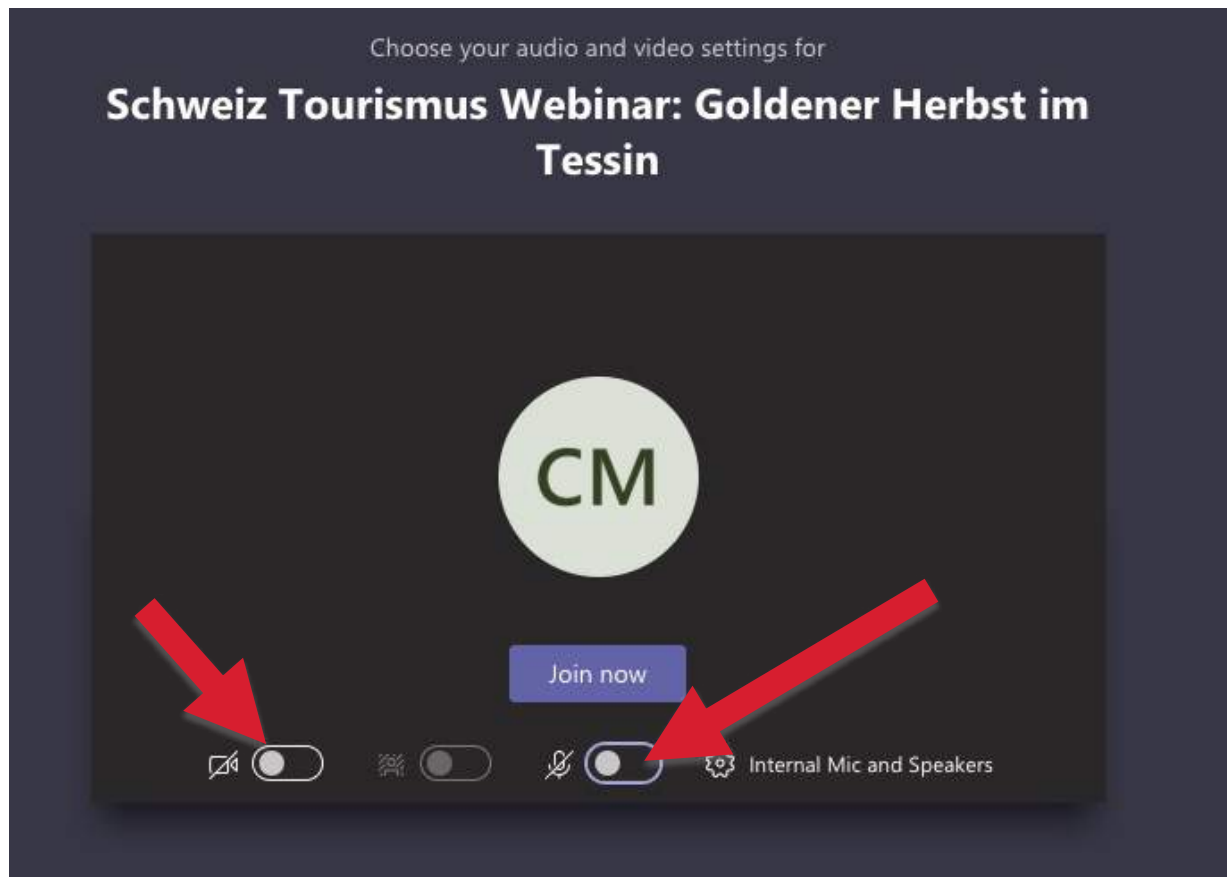 Choose your audio and video settings for
Schweiz Tourismus Webinar: Goldener Herbst im
Tessin
CM
Join now
Internal Mic and Speakers